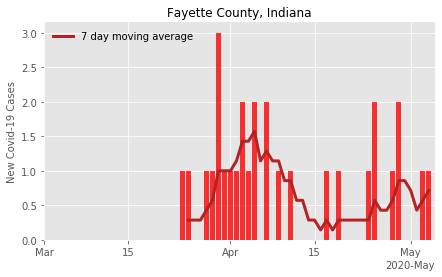 Fayette County, Indiana
7 day moving average
New Covid-19 Cases
3.0
2.5
2.0
1.5
1.0
0.5
0.0
Mar
15
Apr
15
May
2020-May